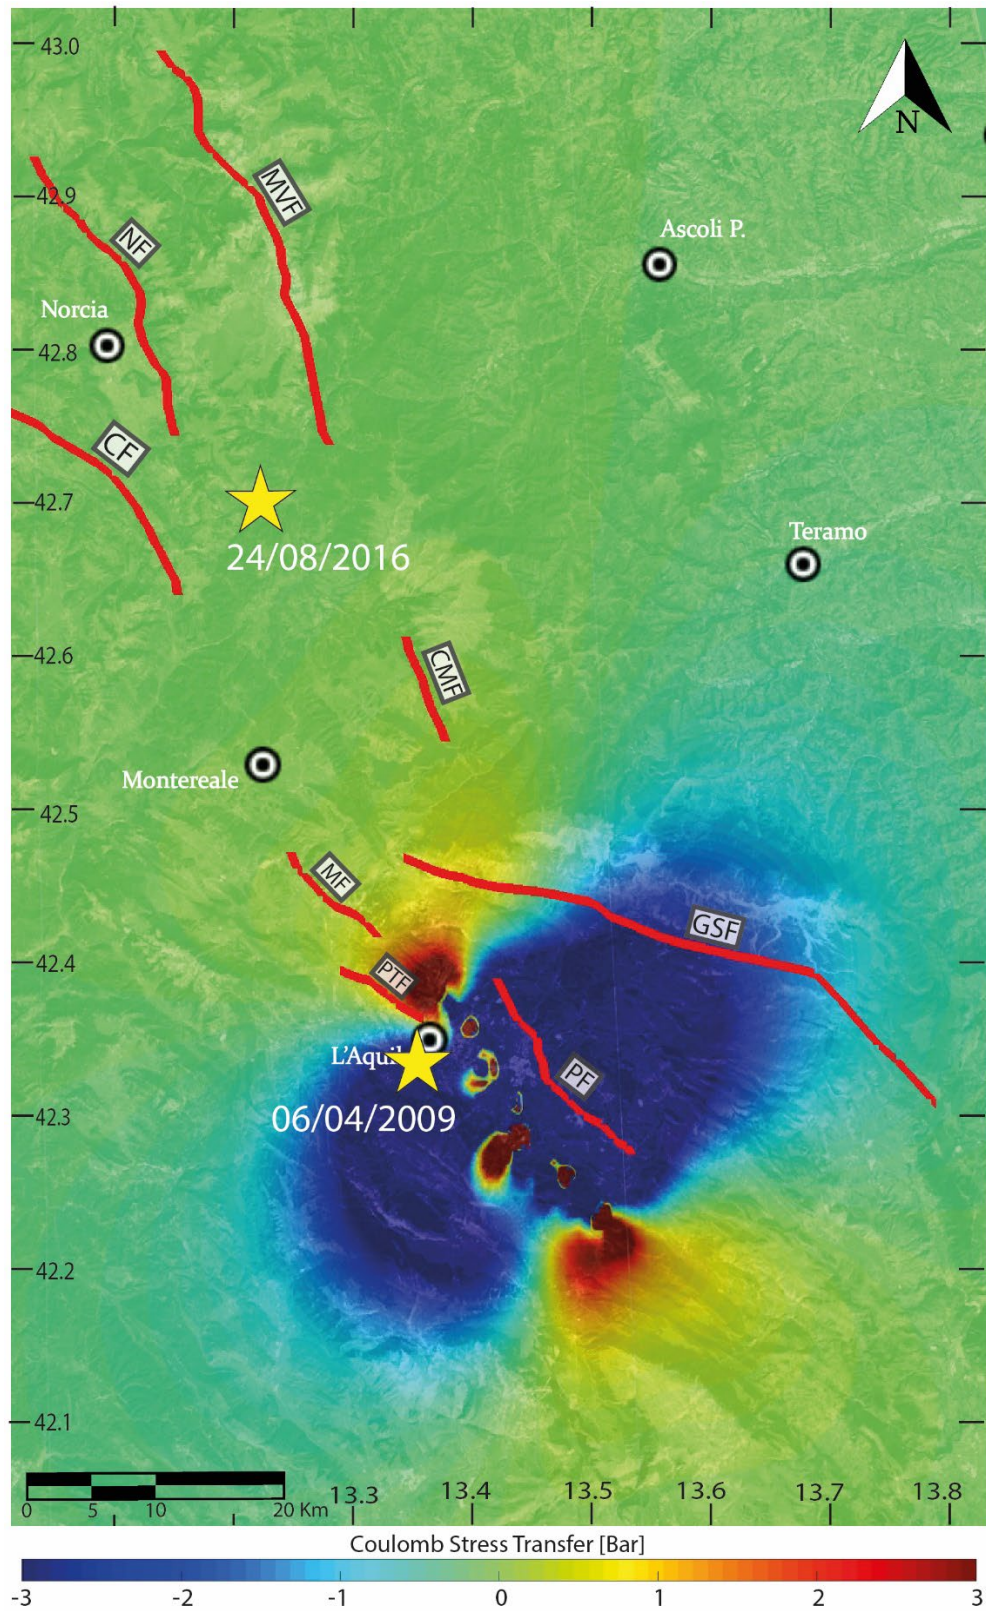 43.0
MVF
N
42.9
NF
Ascoli P.
Norcia
42.8
CF
42.7
Teramo
24/08/2016
42.6
CMF
Montereale
42.5
MF
GSF
42.4
PTF
L'Aquil
PF
42.3
06/04/2009
42.2
42.1
13.3 13.4 13.5 13.6 13.7 13.8
0 5 10 20 Km
Coulomb Stress Transfer [Bar]
-3 -2 -1 0 1 2 3